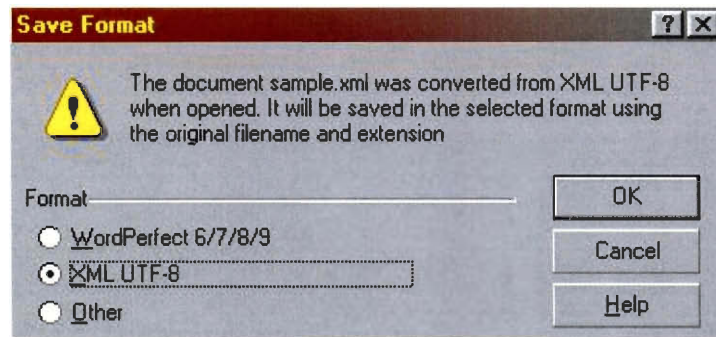 Save Format
The document sample.xml was converted from XML UTF-8
when opened. It will be saved in the selected format using
the original filename and extension
Format
WordPerfect 6/7/8/9
XML UTF-8
Other
OK
Cancel
Help